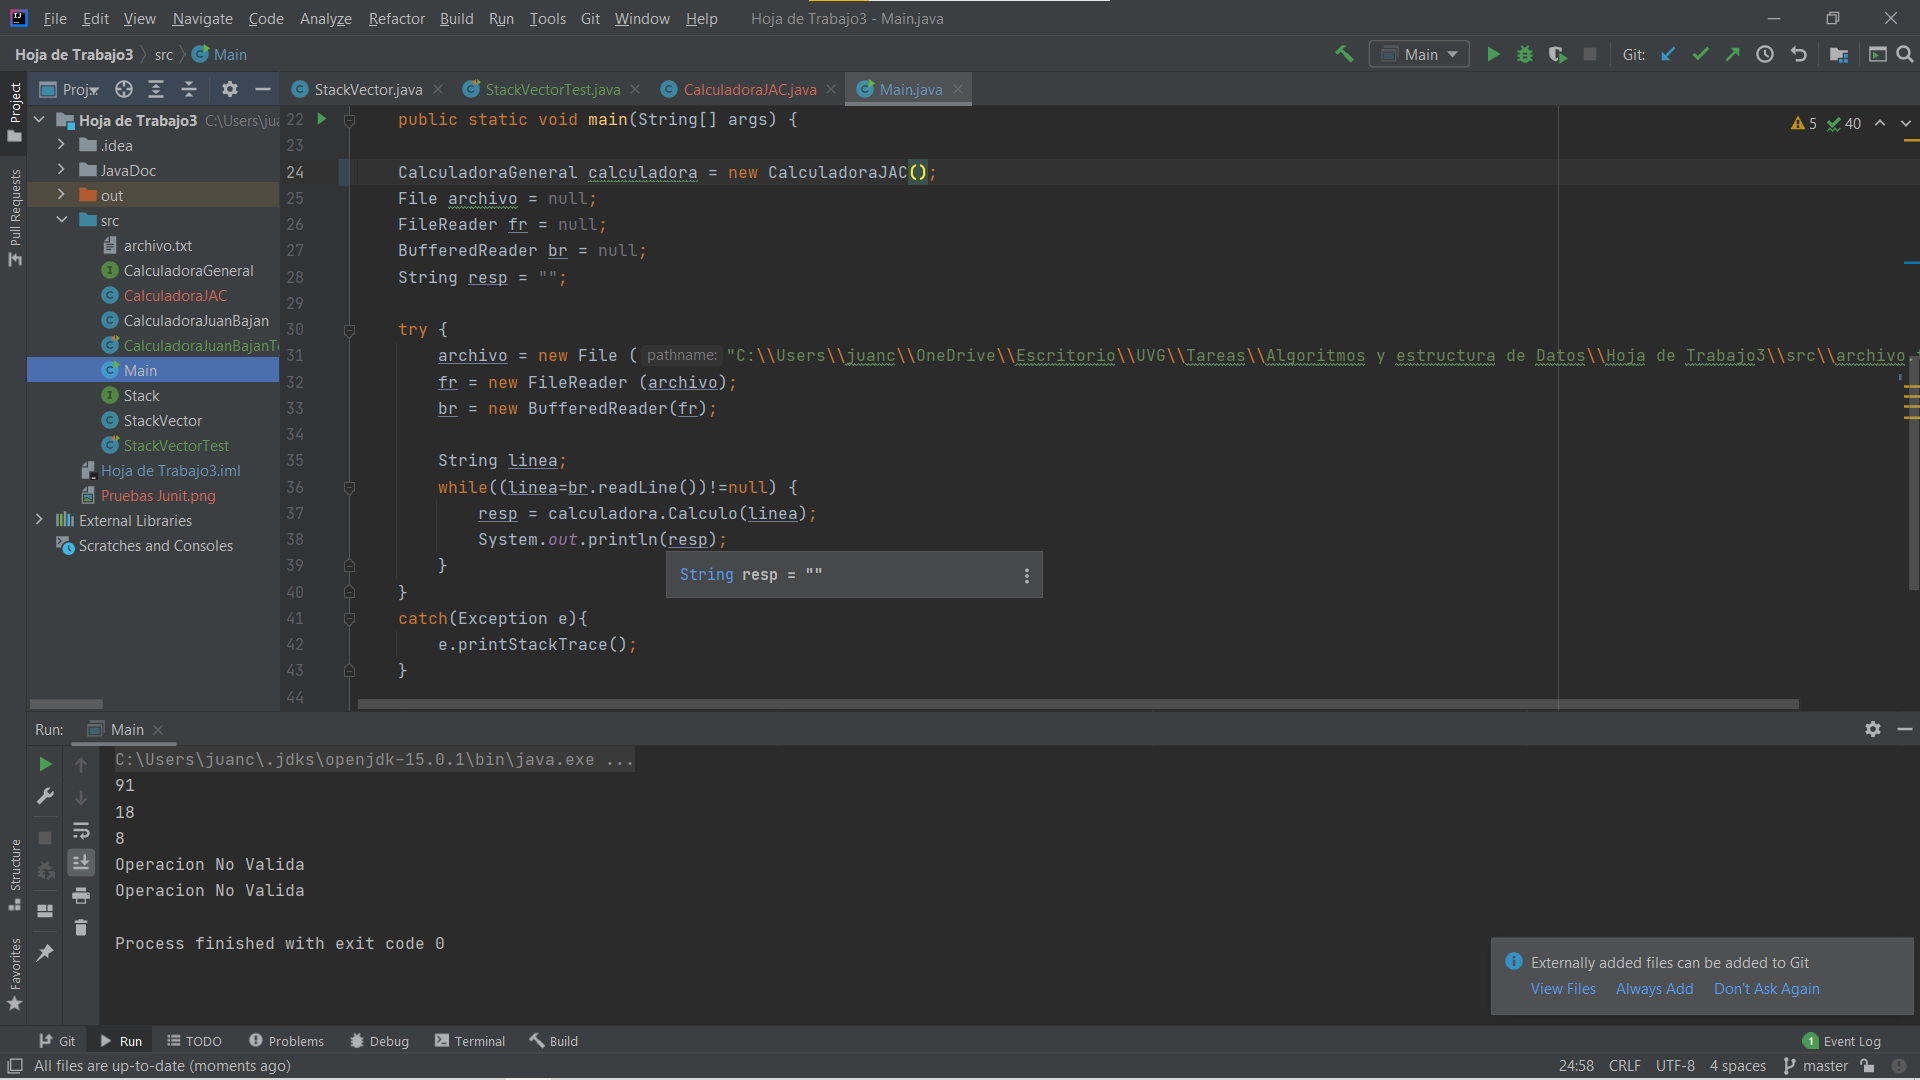 File Edit View Navigate Code Analyze Refactor Build Run Tools Git Window Help Hoja de Trabajo3 - Main.java
Hoja de Trabajo3 src Main
Main
Git:
Project
Pull Requests
Structure
Favorites
Proj
Hoja de Trabajo3 C:\Users\jua
.idea
JavaDoc
out
src
archivo.txt
CalculadoraGeneral
CalculadoraJAC
CalculadoraJuanBajan
CalculadoraJuanBajanTe
Main
Stack
StackVector
StackVectorTest
Hoja de Trabajo3.iml
Pruebas Junit.png
External Libraries
Scratches and Consoles
StackVector.java StackVectorTest.java CalculadoraJAC.java Main.java
5 40
22 public static void main(String[] args) {
23
24 CalculadoraGeneral calculadora = new CalculadoraJAC();
25 File archivo = null;
26 FileReader fr = null;
27 BufferedReader br = null;
28 String resp = "";
29
30 try {
31 archivo = new File ( pathname: "C:\\Users\\juanc\\OneDrive\\Escritorio\\UVG\\Tareas\\Algoritmos y estructura de Datos\\Hoja de Trabajo3\\src\\archivo.
32 fr = new FileReader (archivo);
33 br = new BufferedReader(fr);
34
35 String linea;
36 while((linea=br.readLine())!=null) {
37 resp = calculadora.Calculo(linea);
38 System.out.println(resp);
39 }
String resp = ""
40 }
41 catch(Exception e){
42 e.printStackTrace();
43 }
44
Run: Main
C:\Users\juanc\.jdks\openjdk-15.0.1\bin\java.exe ...
91
18
8
Operacion No Valida
Operacion No Valida
Process finished with exit code 0
Externally added files can be added to Git
View Files Always Add Don't Ask Again
Git Run TODO Problems Debug Terminal Build 1 Event Log
All files are up-to-date (moments ago) 24:58 CRLF UTF-8 4 spaces master